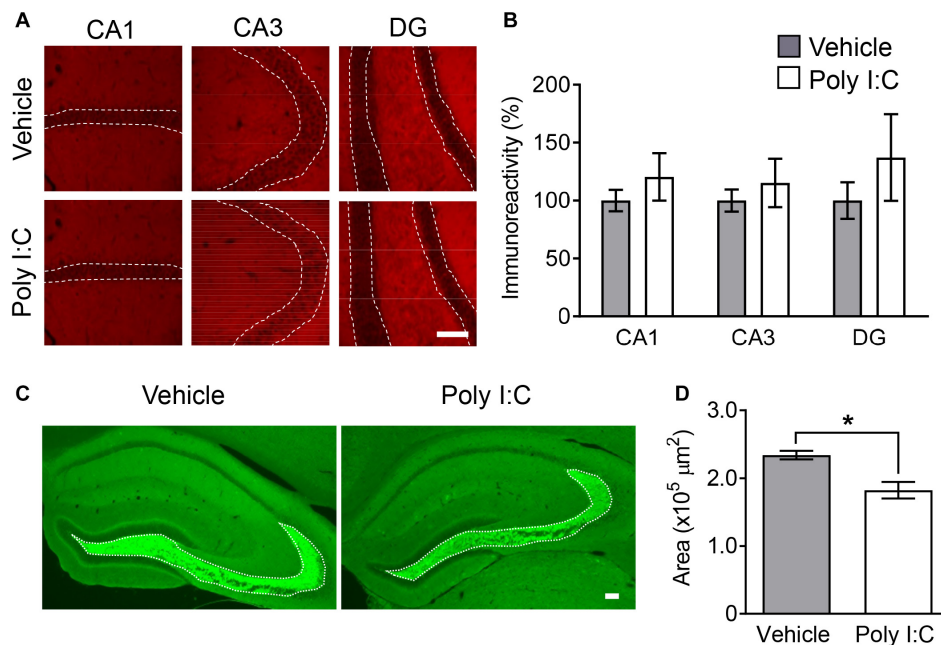 A
CA1 CA3 DG
Vehicle
Poly I:C
B
Vehicle
Poly I:C
Immunoreactivity (%)
200
150
100
50
0
CA1 CA3 DG
C
Vehicle Poly I:C
D
*
Area (x10⁵ μm²)
3.0
2.0
1.0
0
Vehicle Poly I:C